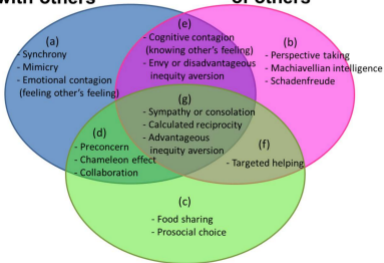 with others
of others
(a)
- Synchrony
- Mimicry
- Emotional contagion
(feeling other's feeling)
(e)
- Cognitive contagion
(knowing other's feeling)
- Envy or disadvantageous
inequity aversion
(b)
- Perspective taking
- Machiavellian intelligence
- Schadenfreude
(g)
- Sympathy or consolation
- Calculated reciprocity
- Advantageous
inequity aversion
(d)
- Preconcern
- Chameleon effect
- Collaboration
(f)
- Targeted helping
(c)
- Food sharing
- Prosocial choice